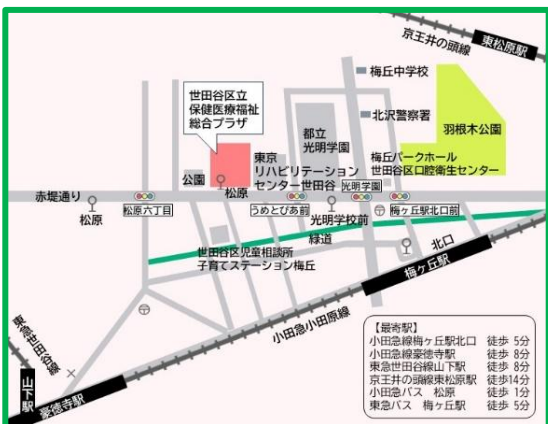 京王井の頭線
東松原駅
梅丘中学校
世田谷区立
保健医療福祉
総合プラザ
北沢警察署
羽根木公園
都立
光明学園
東京
リハビリテーション
センター世田谷
梅丘パークホール
世田谷区口腔衛生センター
公園
松原
光明学園
赤堤通り
松原
松原六丁目
うめとぴあ前
光明学校前
梅ヶ丘駅北口前
世田谷区児童相談所
子育てステーション梅丘
緑道
北口
梅ヶ丘駅
小田急小田原線
東急世田谷線
山下駅
豪徳寺駅
【最寄駅】
小田急線梅ヶ丘駅北口 徒歩 5分
小田急線豪徳寺駅 徒歩 8分
東急世田谷線山下駅 徒歩 8分
京王井の頭線東松原駅 徒歩14分
小田急バス 松原 徒歩 1分
東急バス 梅ヶ丘駅 徒歩 5分